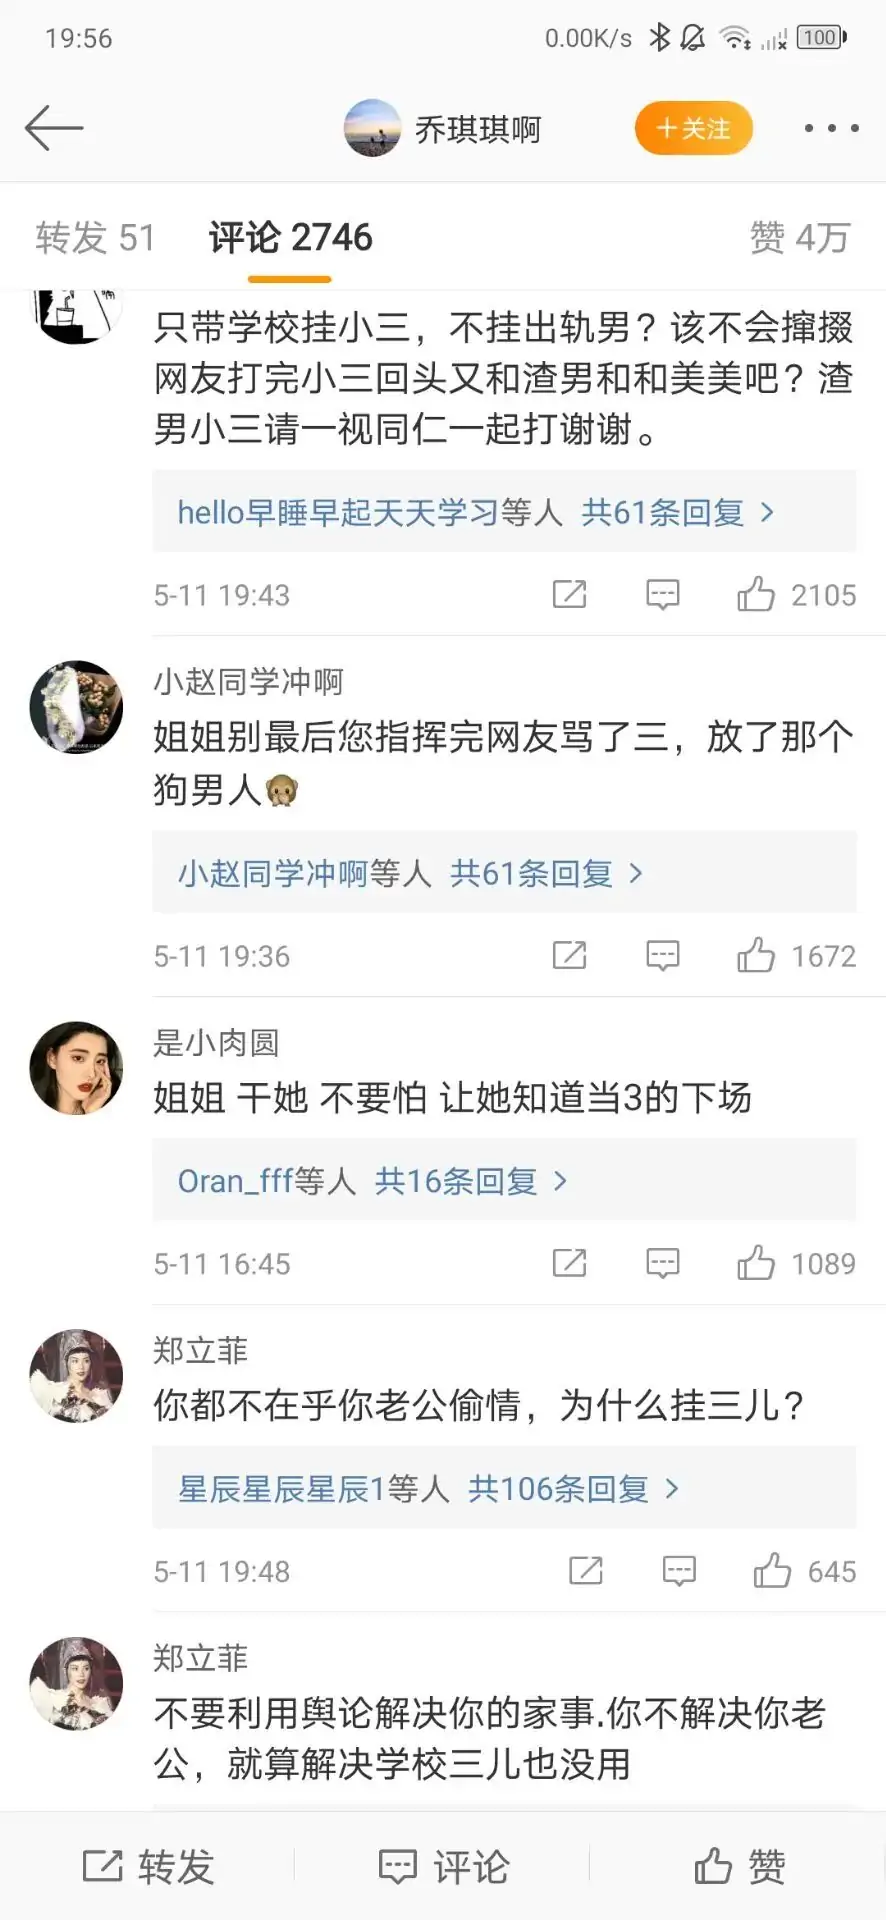 19:56
0.00K/s
100
乔琪琪啊
+关注
转发 51
评论 2746
赞 4万
只带学校挂小三，不挂出轨男？该不会撺掇
网友打完小三回头又和渣男和和美美吧？渣
男小三请一视同仁一起打谢谢。
hello早睡早起天天学习等人 共61条回复 >
5-11 19:43
2105
小赵同学冲啊
姐姐别最后您指挥完网友骂了三，放了那个
狗男人🙊
小赵同学冲啊等人 共61条回复 >
5-11 19:36
1672
是小肉圆
姐姐 干她 不要怕 让她知道当3的下场
Oran_fff等人 共16条回复 >
5-11 16:45
1089
郑立菲
你都不在乎你老公偷情，为什么挂三儿？
星辰星辰星辰1等人 共106条回复 >
5-11 19:48
645
郑立菲
不要利用舆论解决你的家事.你不解决你老
公，就算解决学校三儿也没用
转发
评论
赞